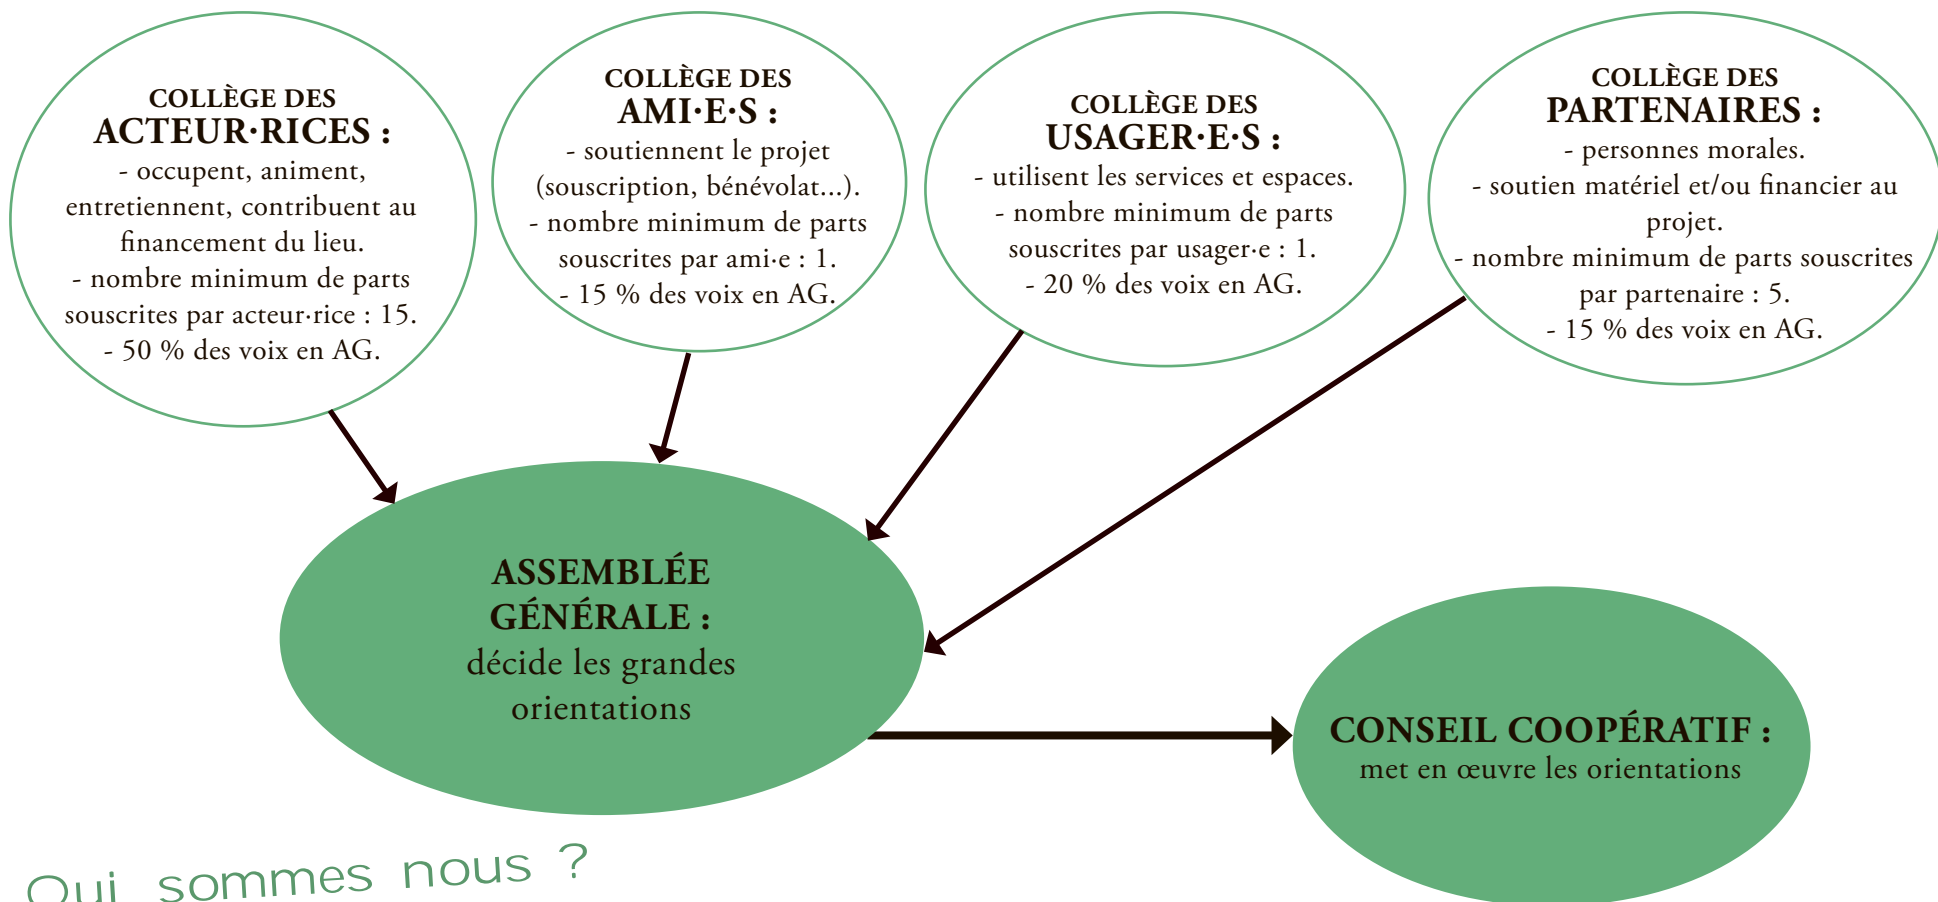 COLLÈGE DES
ACTEUR·RICES :
- occupent, animent,
entretiennent, contribuent au
financement du lieu.
- nombre minimum de parts
souscrites par acteur·rice : 15.
- 50 % des voix en AG.
COLLÈGE DES
AMI·E·S :
- soutiennent le projet
(souscription, bénévolat...).
- nombre minimum de parts
souscrites par ami·e : 1.
- 15 % des voix en AG.
COLLÈGE DES
USAGER·E·S :
- utilisent les services et espaces.
- nombre minimum de parts
souscrites par usager·e : 1.
- 20 % des voix en AG.
COLLÈGE DES
PARTENAIRES :
- personnes morales.
- soutien matériel et/ou financier au
projet.
- nombre minimum de parts souscrites
par partenaire : 5.
- 15 % des voix en AG.
ASSEMBLÉE
GÉNÉRALE :
décide les grandes
orientations
CONSEIL COOPÉRATIF :
met en œuvre les orientations
Qui sommes nous ?